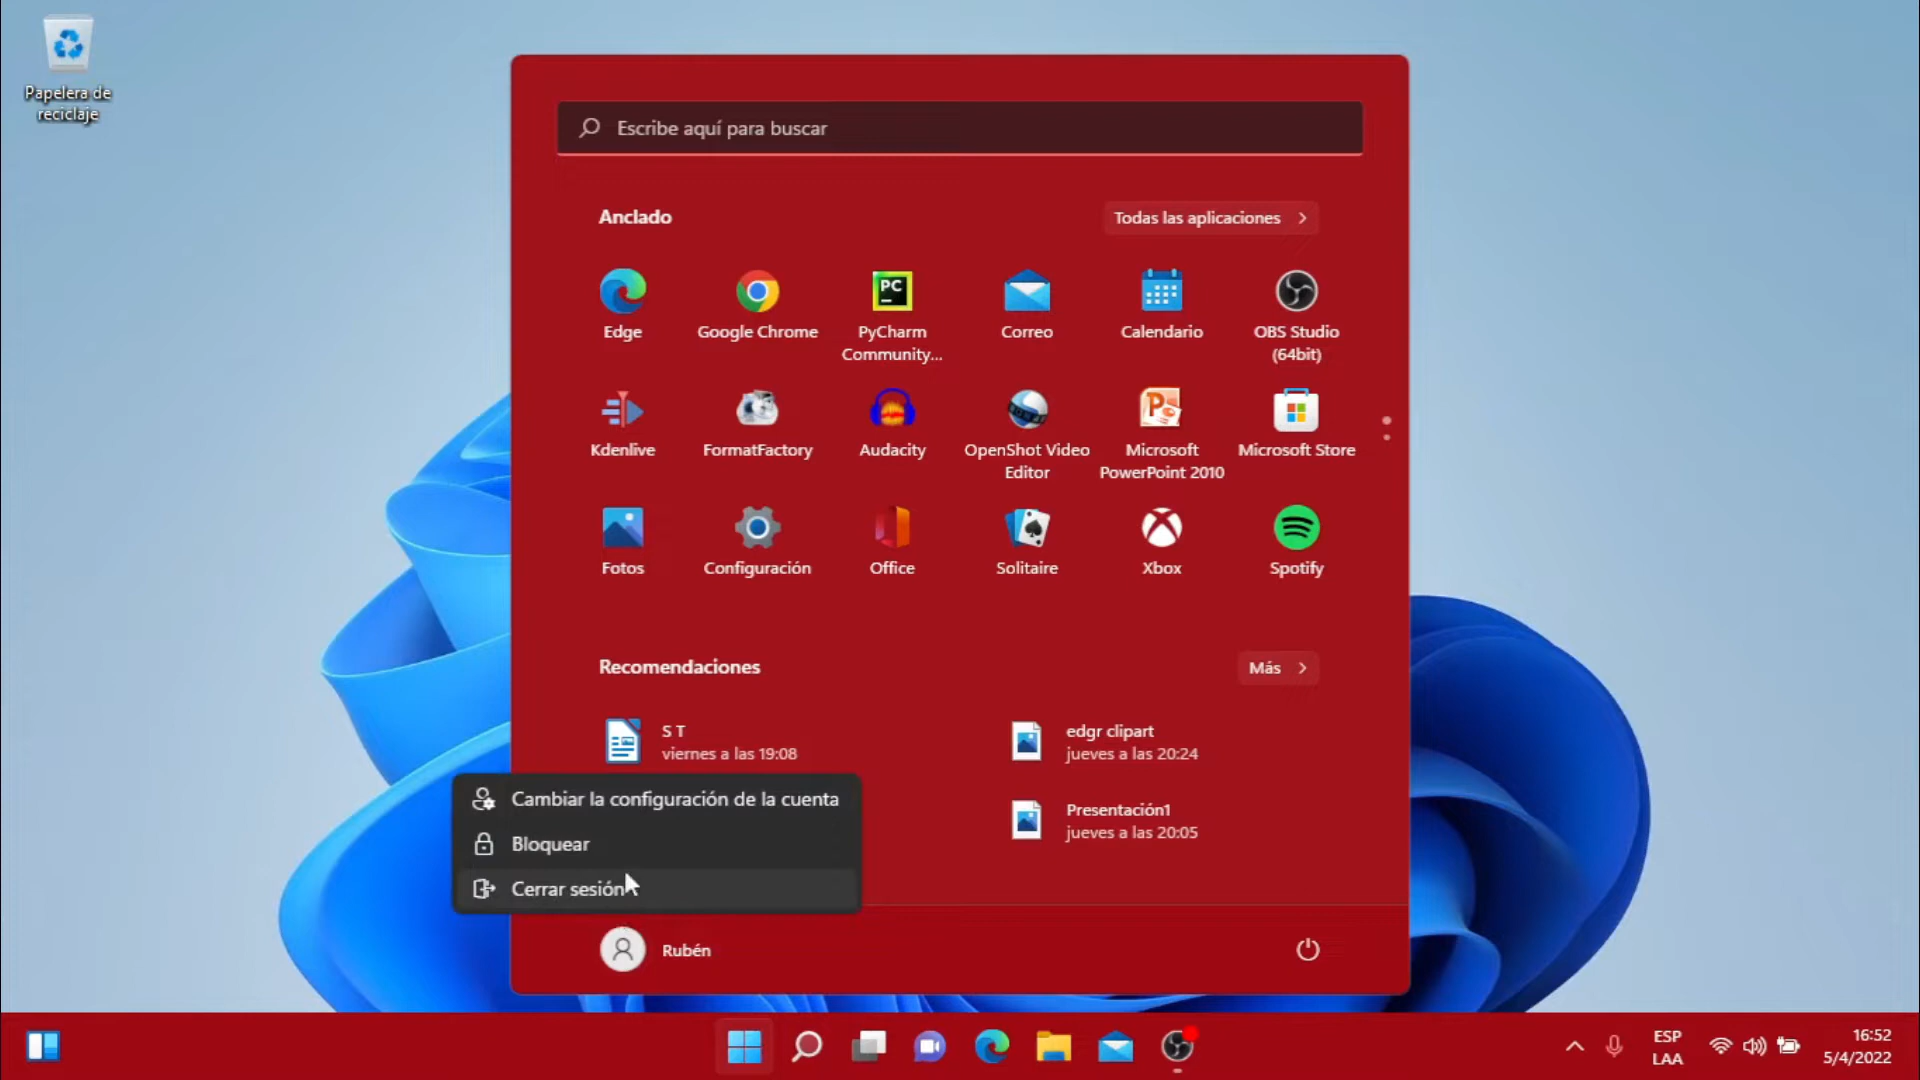 Papelera de
reciclaje
Escribe aquí para buscar
Anclado
Todas las aplicaciones
Edge
Google Chrome
PyCharm
Community...
Correo
Calendario
OBS Studio
(64bit)
Kdenlive
FormatFactory
Audacity
OpenShot Video
Editor
Microsoft
PowerPoint 2010
Microsoft Store
Fotos
Configuración
Office
Solitaire
Xbox
Spotify
Recomendaciones
Más
S T
viernes a las 19:08
edgr clipart
jueves a las 20:24
Presentación1
jueves a las 20:05
Cambiar la configuración de la cuenta
Bloquear
Cerrar sesión
Rubén
ESP
LAA
16:52
5/4/2022